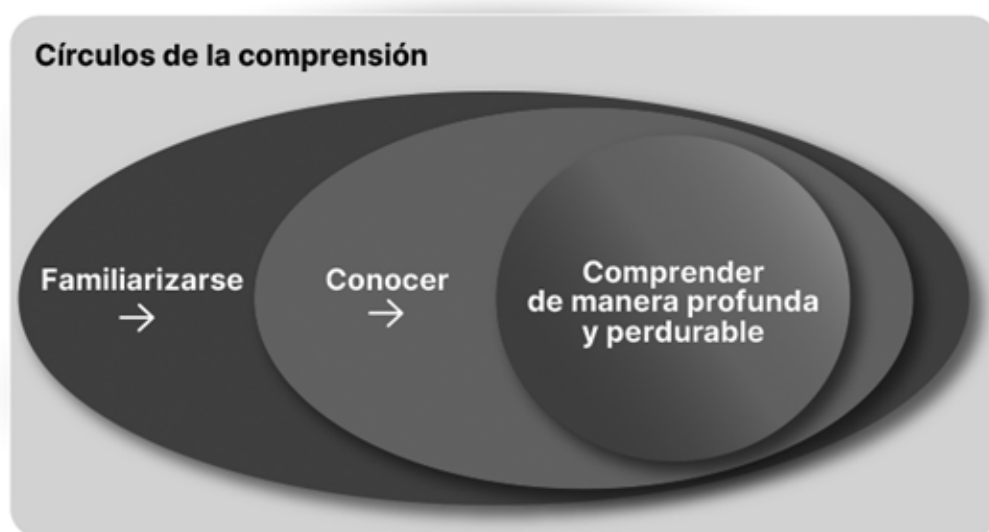 Círculos de la comprensión
Familiarizarse
→
Conocer
→
Comprender
de manera profunda
y perdurable